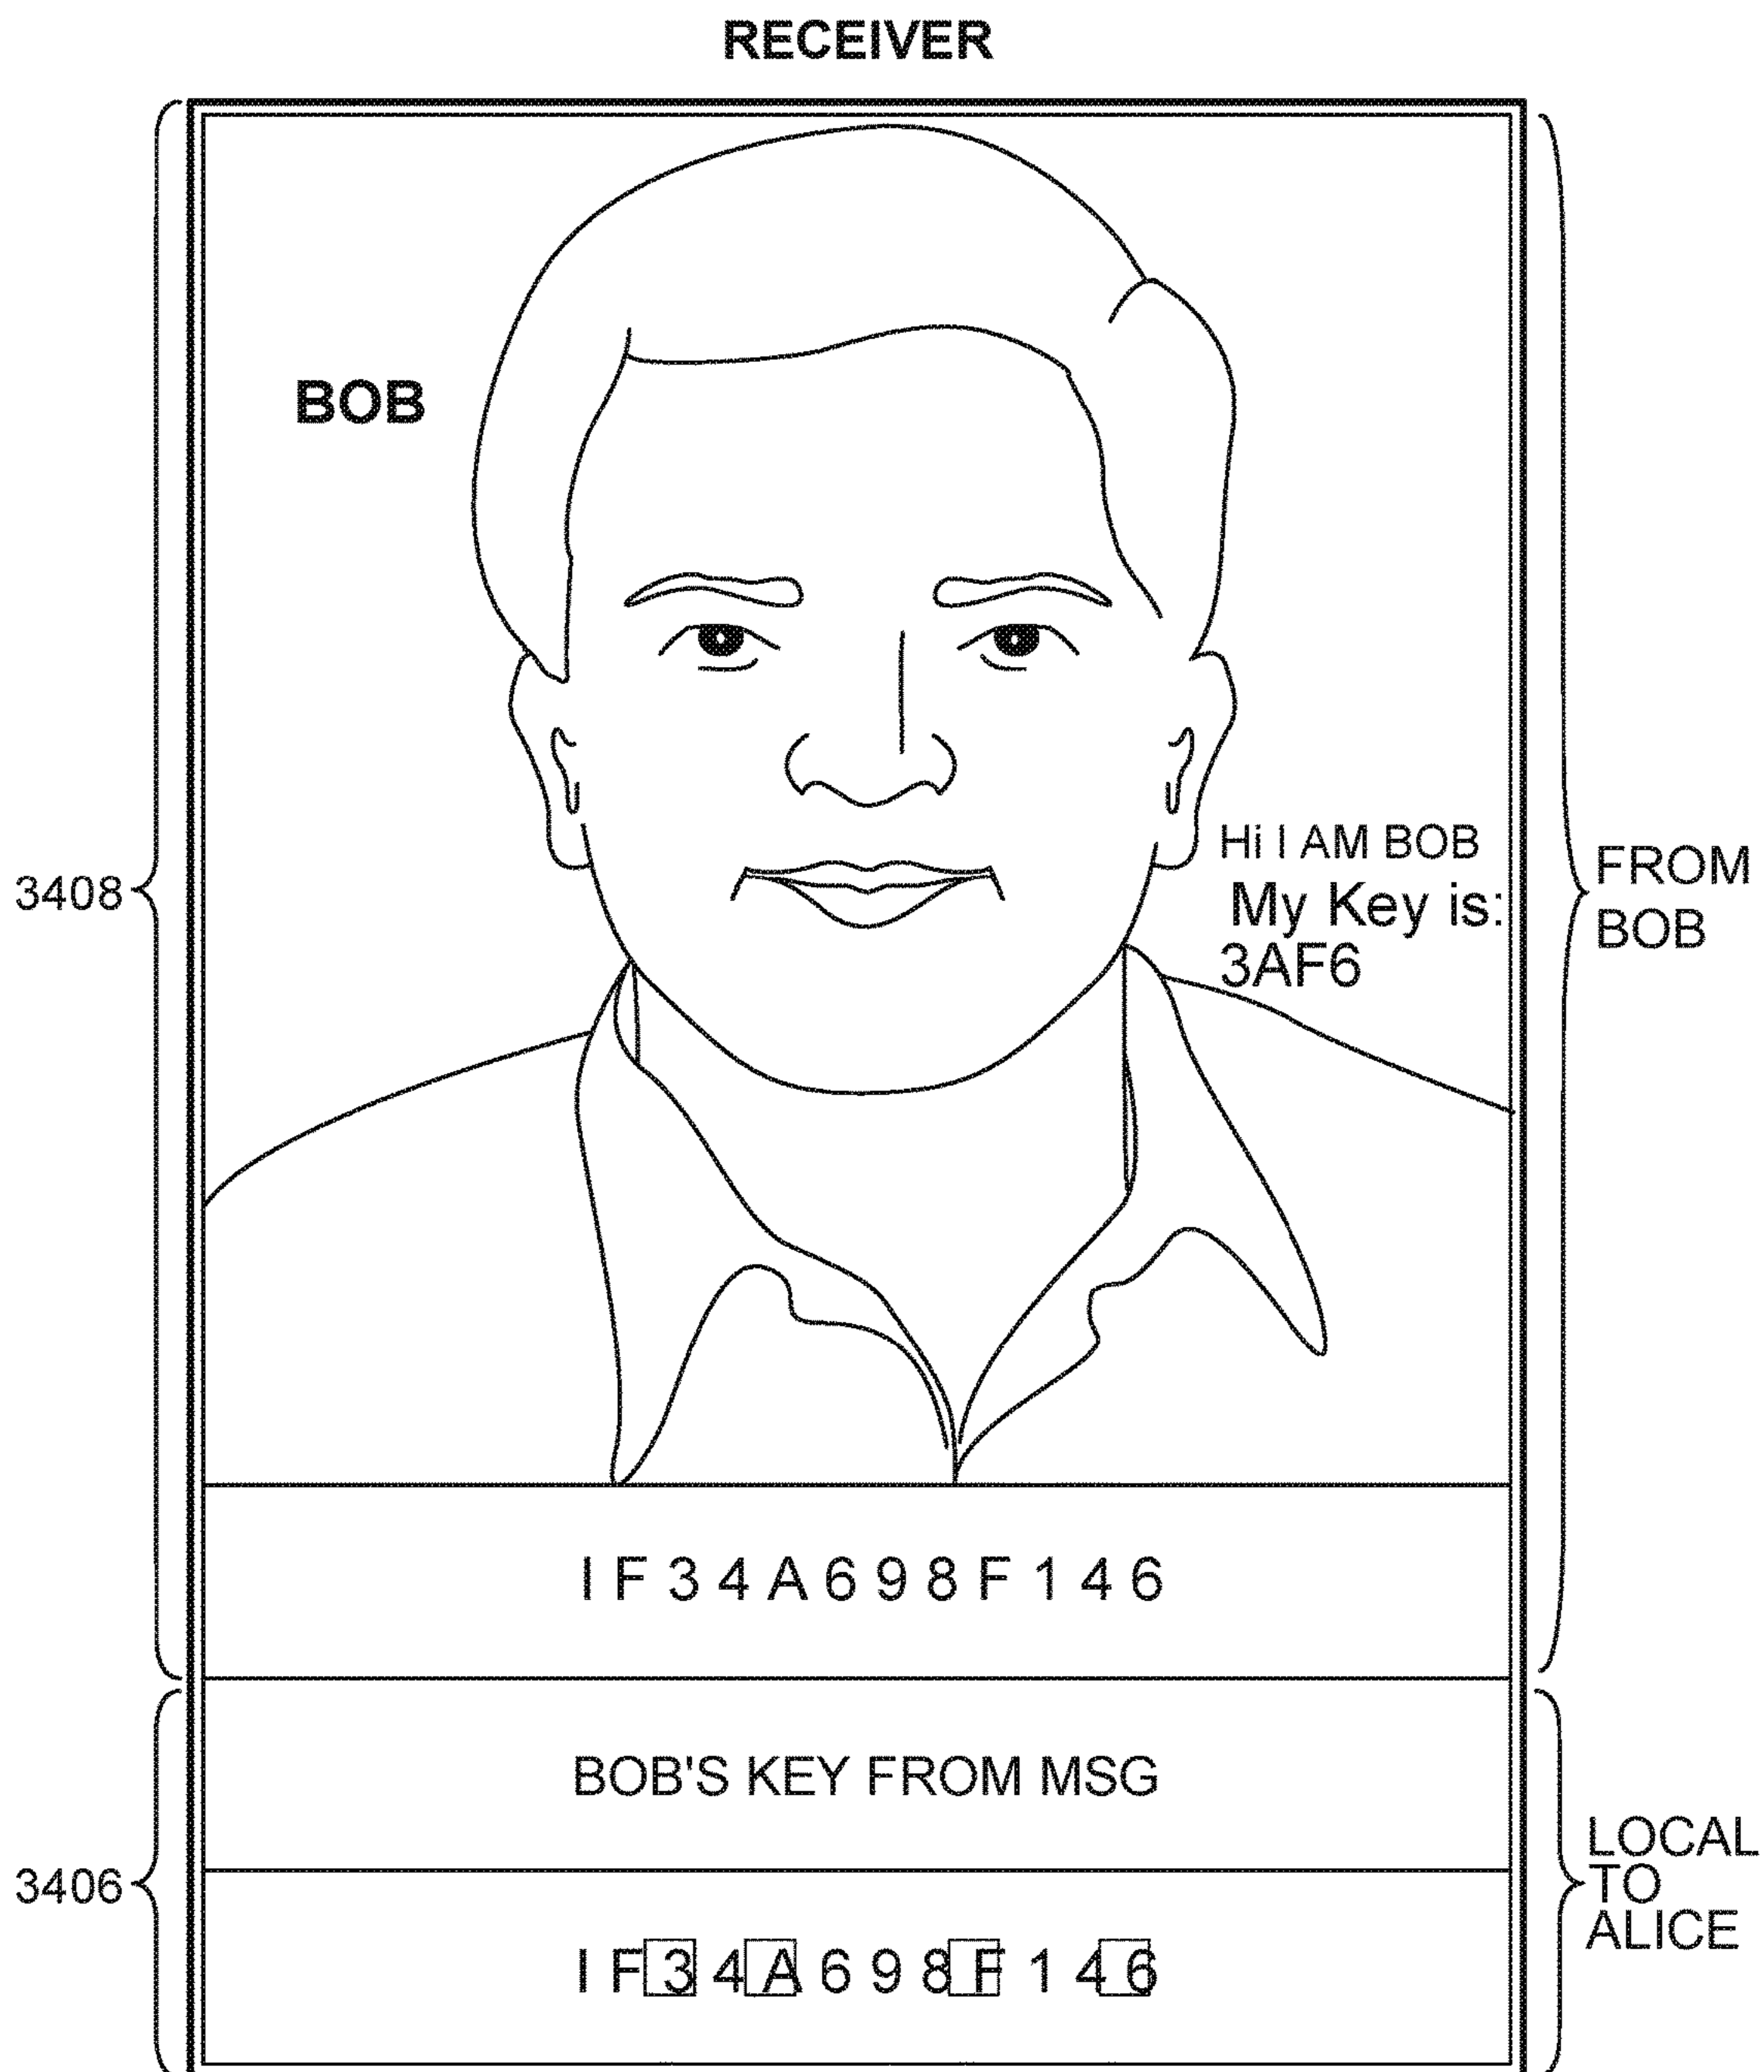 RECEIVER
BOB
Hi I AM BOB
My Key is:
3AF6
3408
FROM
BOB
I F 3 4 A 6 9 8 F 1 4 6
BOB'S KEY FROM MSG
3406
LOCAL
TO
ALICE
I F 3 4 A 6 9 8 F 1 4 6